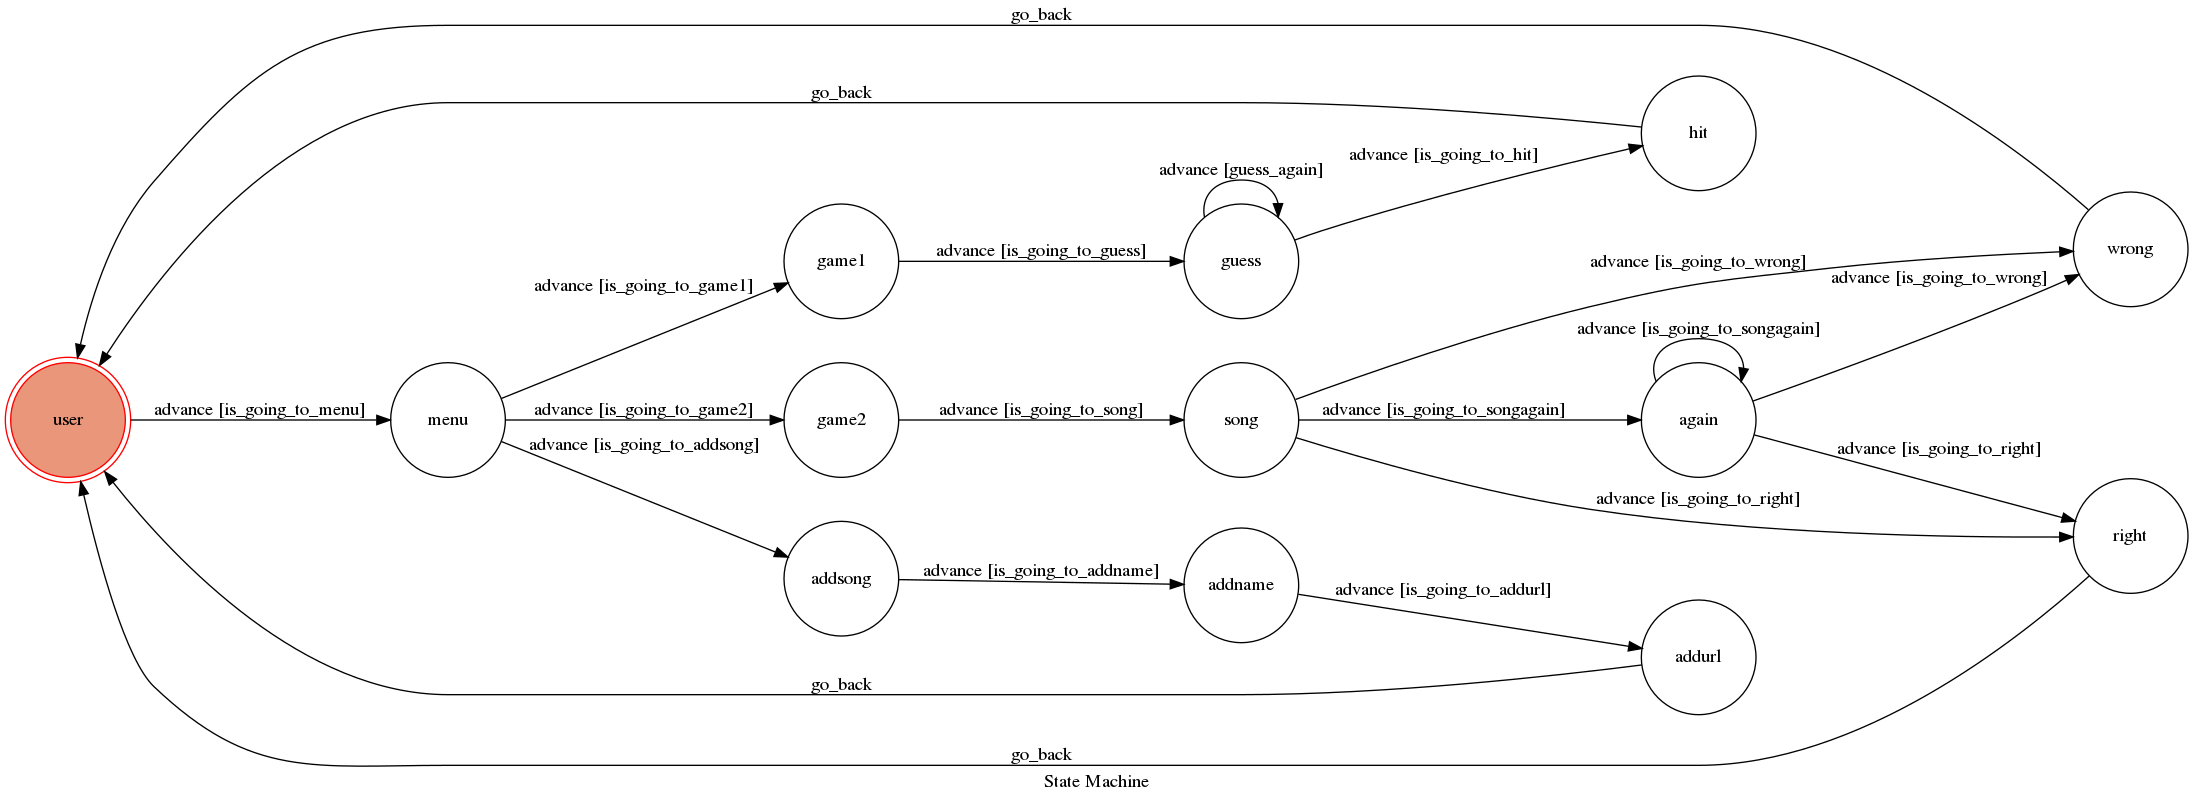 go_back
go_back
hit
advance [is_going_to_hit]
advance [guess_again]
wrong
game1
advance [is_going_to_guess]
guess
advance [is_going_to_wrong]
advance [is_going_to_wrong]
advance [is_going_to_game1]
advance [is_going_to_songagain]
user
advance [is_going_to_menu]
menu
advance [is_going_to_game2]
game2
advance [is_going_to_song]
song
advance [is_going_to_songagain]
again
advance [is_going_to_addsong]
advance [is_going_to_right]
advance [is_going_to_right]
right
addsong
advance [is_going_to_addname]
addname
advance [is_going_to_addurl]
addurl
go_back
go_back
State Machine